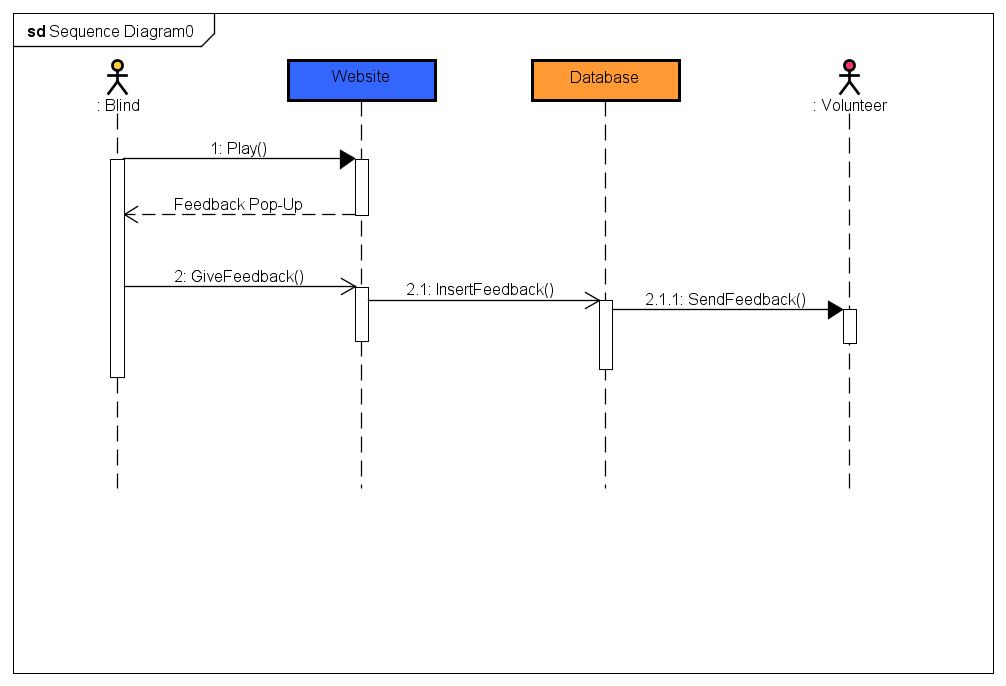 sd Sequence Diagram0
Website
Database
: Blind
: Volunteer
1: Play()
Feedback Pop-Up
2: GiveFeedback()
2.1: InsertFeedback()
2.1.1: SendFeedback()